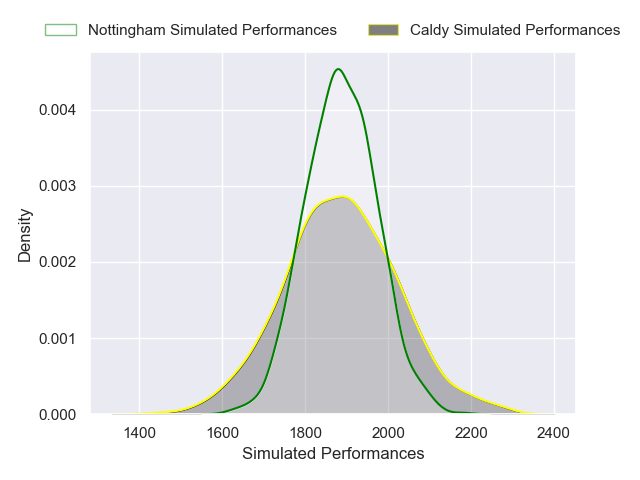 Nottingham Simulated Performances Caldy Simulated Performances
0.004
0.003
0.002
0.001
0.000
Density
1400 1600 1800 2000 2200 2400
Simulated Performances